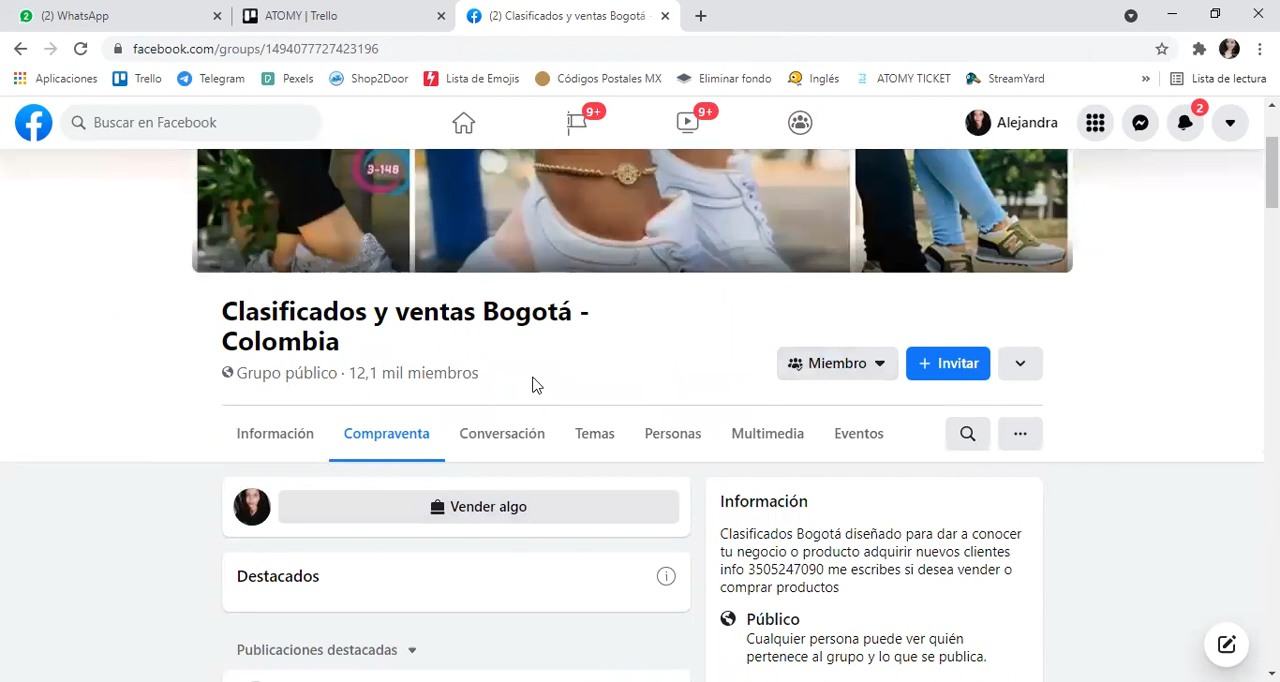 (2) WhatsApp
ATOMY | Trello
(2) Clasificados y ventas Bogotá
facebook.com/groups/1494077727423196
Aplicaciones
Trello
Telegram
Pexels
Shop2Door
Lista de Emojis
Códigos Postales MX
Eliminar fondo
Inglés
ATOMY TICKET
StreamYard
»
Lista de lectura
Buscar en Facebook
9+
9+
Alejandra
2
3-148
Clasificados y ventas Bogotá -
Colombia
Grupo público · 12,1 mil miembros
Miembro
+ Invitar
Información
Compraventa
Conversación
Temas
Personas
Multimedia
Eventos
Vender algo
Destacados
Publicaciones destacadas
Información
Clasificados Bogotá diseñado para dar a conocer
tu negocio o producto adquirir nuevos clientes
info 3505247090 me escribes si desea vender o
comprar productos
Público
Cualquier persona puede ver quién
pertenece al grupo y lo que se publica.